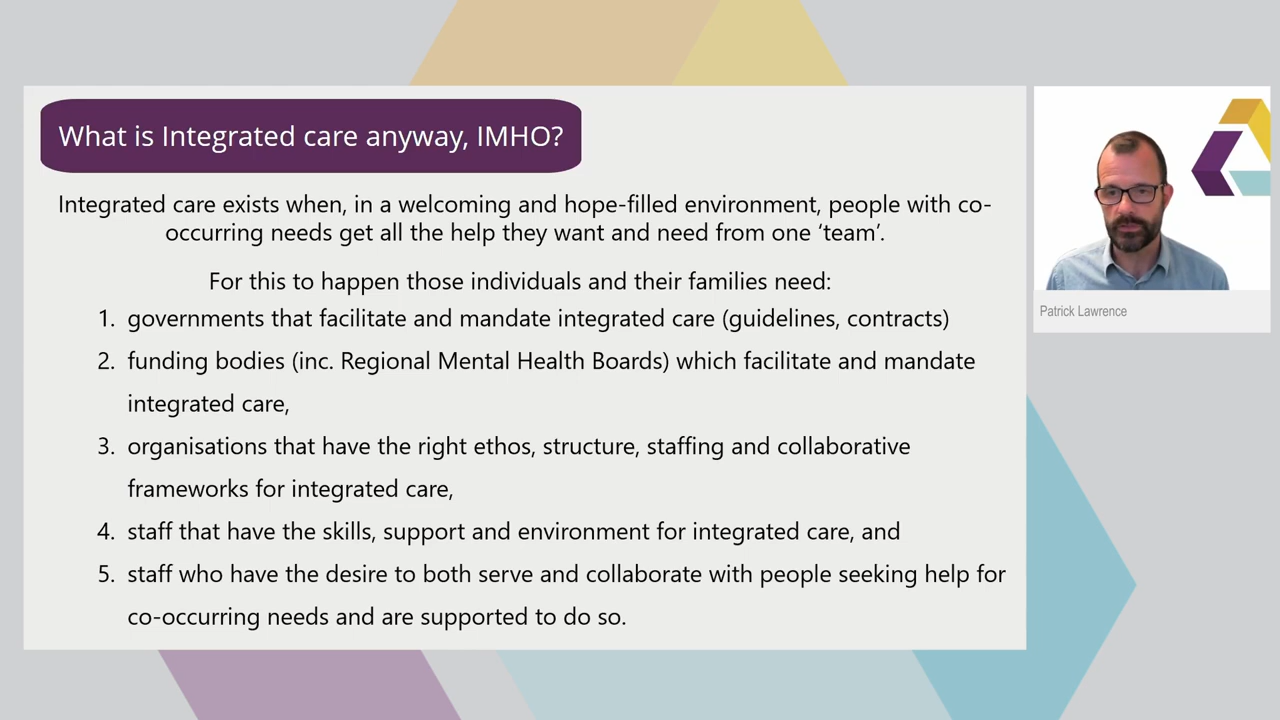 What is Integrated care anyway, IMHO?
Integrated care exists when, in a welcoming and hope-filled environment, people with co-
occurring needs get all the help they want and need from one ‘team’.
For this to happen those individuals and their families need:
1. governments that facilitate and mandate integrated care (guidelines, contracts)
2. funding bodies (inc. Regional Mental Health Boards) which facilitate and mandate
integrated care,
3. organisations that have the right ethos, structure, staffing and collaborative
frameworks for integrated care,
4. staff that have the skills, support and environment for integrated care, and
5. staff who have the desire to both serve and collaborate with people seeking help for
co-occurring needs and are supported to do so.
Patrick Lawrence